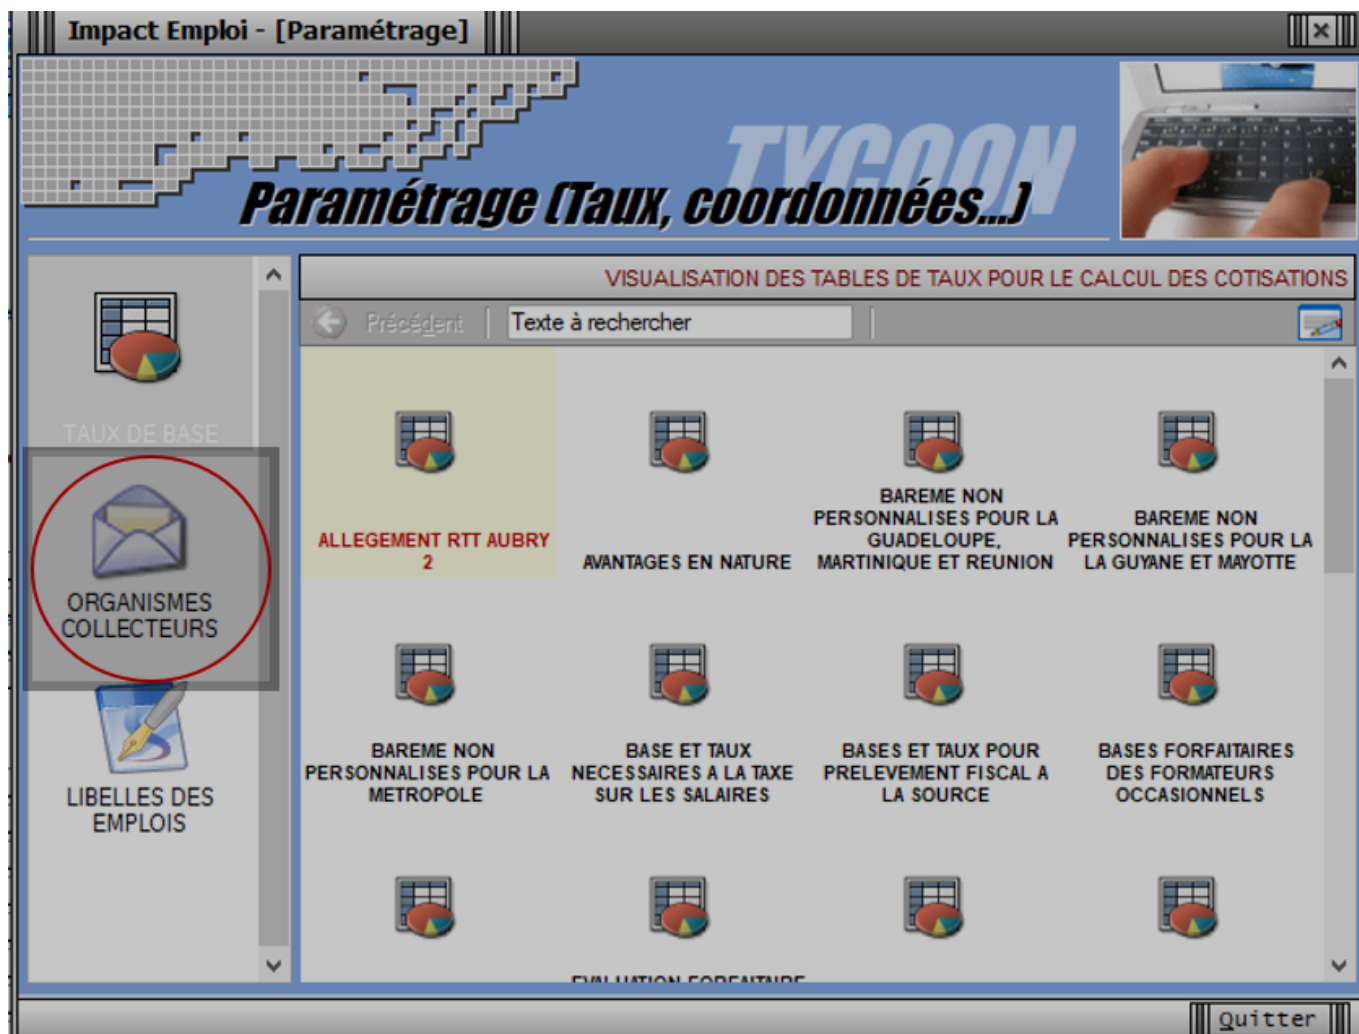 Impact Emploi - [Paramétrage]
TYCOON
Paramétrage (Taux, coordonnées...)
VISUALISATION DES TABLES DE TAUX POUR LE CALCUL DES COTISATIONS
Précédent
Texte à rechercher
TAUX DE BASE
ORGANISMES
COLLECTEURS
LIBELLES DES
EMPLOIS
ALLEGEMENT RTT AUBRY
2
AVANTAGES EN NATURE
BAREME NON
PERSONNALISES POUR LA
GUADELOUPE,
MARTINIQUE ET REUNION
BAREME NON
PERSONNALISES POUR LA
LA GUYANE ET MAYOTTE
BAREME NON
PERSONNALISES POUR LA
METROPOLE
BASE ET TAUX
NECESSAIRES A LA TAXE
SUR LES SALAIRES
BASES ET TAUX POUR
PRELEVEMENT FISCAL A
LA SOURCE
BASES FORFAITAIRES
DES FORMATEURS
OCCASIONNELS
EVALUATION FORFAITAIRE
Quitter